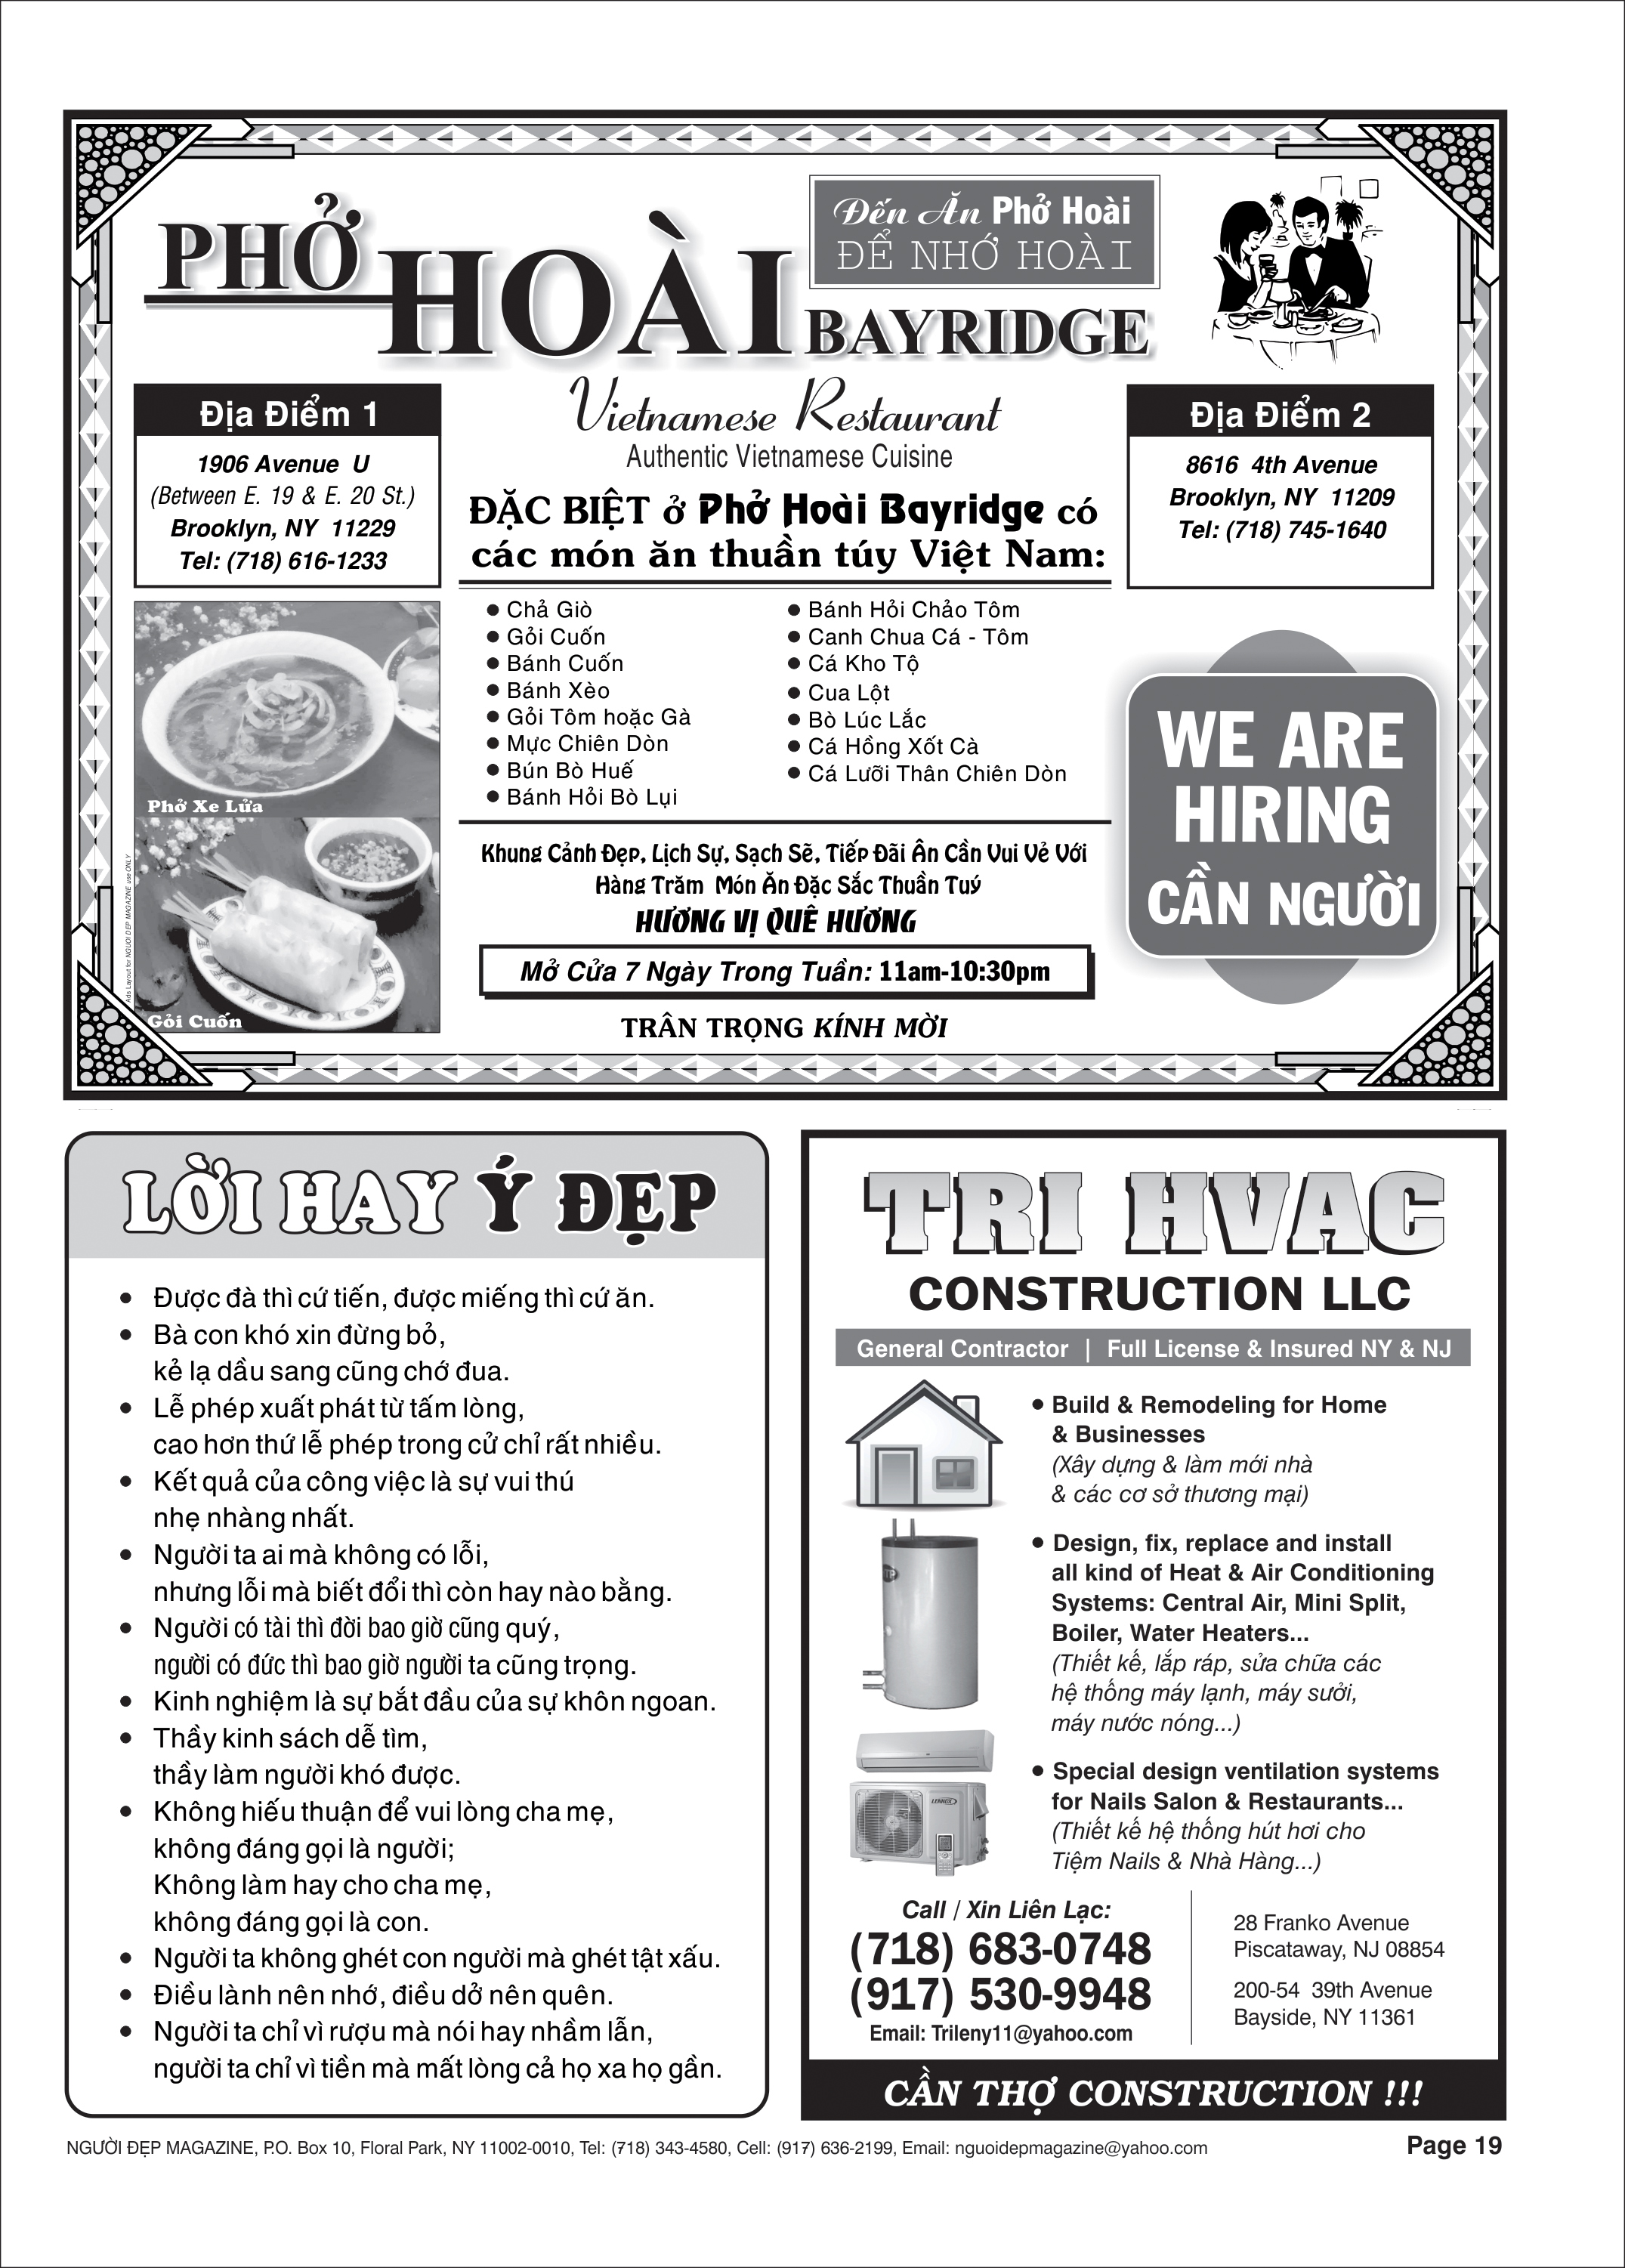 PHỞ HOÀI BAYRIDGE
Đến Ăn Phở Hoài
ĐỂ NHỚ HOÀI
Vietnamese Restaurant
Authentic Vietnamese Cuisine
Địa Điểm 1
1906 Avenue U
(Between E. 19 & E. 20 St.)
Brooklyn, NY 11229
Tel: (718) 616-1233
Địa Điểm 2
8616 4th Avenue
Brooklyn, NY 11209
Tel: (718) 745-1640
ĐẶC BIỆT ở Phở Hoài Bayridge có
các món ăn thuần túy Việt Nam:
● Chả Giò
● Gỏi Cuốn
● Bánh Cuốn
● Bánh Xèo
● Gỏi Tôm hoặc Gà
● Mực Chiên Dòn
● Bún Bò Huế
● Bánh Hỏi Bò Lụi
● Bánh Hỏi Chảo Tôm
● Canh Chua Cá - Tôm
● Cá Kho Tộ
● Cua Lột
● Bò Lúc Lắc
● Cá Hồng Xốt Cà
● Cá Lưỡi Thân Chiên Dòn
Phở Xe Lửa
Gỏi Cuốn
Ads Layout for NGUOI DEP MAGAZINE use ONLY
Khung Cảnh Đẹp, Lịch Sự, Sạch Sẽ, Tiếp Đãi Ân Cần Vui Vẻ Với
Hàng Trăm Món Ăn Đặc Sắc Thuần Tuý
HƯƠNG VỊ QUÊ HƯƠNG
Mở Cửa 7 Ngày Trong Tuần: 11am-10:30pm
TRÂN TRỌNG KÍNH MỜI
WE ARE
HIRING
CẦN NGƯỜI
LỜI HAY Ý ĐẸP
● Được đà thì cứ tiến, được miếng thì cứ ăn.
● Bà con khó xin đừng bỏ,
kẻ lạ dầu sang cũng chớ đua.
● Lễ phép xuất phát từ tấm lòng,
cao hơn thứ lễ phép trong cử chỉ rất nhiều.
● Kết quả của công việc là sự vui thú
nhẹ nhàng nhất.
● Người ta ai mà không có lỗi,
nhưng lỗi mà biết đổi thì còn hay nào bằng.
● Người có tài thì đời bao giờ cũng quý,
người có đức thì bao giờ người ta cũng trọng.
● Kinh nghiệm là sự bắt đầu của sự khôn ngoan.
● Thầy kinh sách dễ tìm,
thầy làm người khó được.
● Không hiếu thuận để vui lòng cha mẹ,
không đáng gọi là người;
Không làm hay cho cha mẹ,
không đáng gọi là con.
● Người ta không ghét con người mà ghét tật xấu.
● Điều lành nên nhớ, điều dở nên quên.
● Người ta chỉ vì rượu mà nói hay nhầm lẫn,
người ta chỉ vì tiền mà mất lòng cả họ xa họ gần.
TRI HVAC
CONSTRUCTION LLC
General Contractor | Full License & Insured NY & NJ
● Build & Remodeling for Home
& Businesses
(Xây dựng & làm mới nhà
& các cơ sở thương mại)
● Design, fix, replace and install
all kind of Heat & Air Conditioning
Systems: Central Air, Mini Split,
Boiler, Water Heaters...
(Thiết kế, lắp ráp, sửa chữa các
hệ thống máy lạnh, máy sưởi,
máy nước nóng...)
LENNOX
● Special design ventilation systems
for Nails Salon & Restaurants...
(Thiết kế hệ thống hút hơi cho
Tiệm Nails & Nhà Hàng...)
Call / Xin Liên Lạc:
(718) 683-0748
(917) 530-9948
Email: Trileny11@yahoo.com
28 Franko Avenue
Piscataway, NJ 08854
200-54 39th Avenue
Bayside, NY 11361
CẦN THỢ CONSTRUCTION !!!
NGƯỜI ĐẸP MAGAZINE, P.O. Box 10, Floral Park, NY 11002-0010, Tel: (718) 343-4580, Cell: (917) 636-2199, Email: nguoidepmagazine@yahoo.com
Page 19